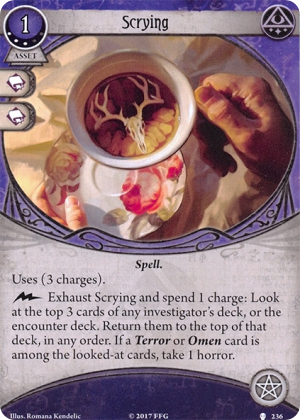 Scrying
1
ASSET
Spell.
Uses (3 charges).
Exhaust Scrying and spend 1 charge: Look
at the top 3 cards of any investigator's deck, or the
encounter deck. Return them to the top of that
deck, in any order. If a Terror or Omen card is
among the looked-at cards, take 1 horror.
Illus. Romana Kendelic
© 2017 FFG
236